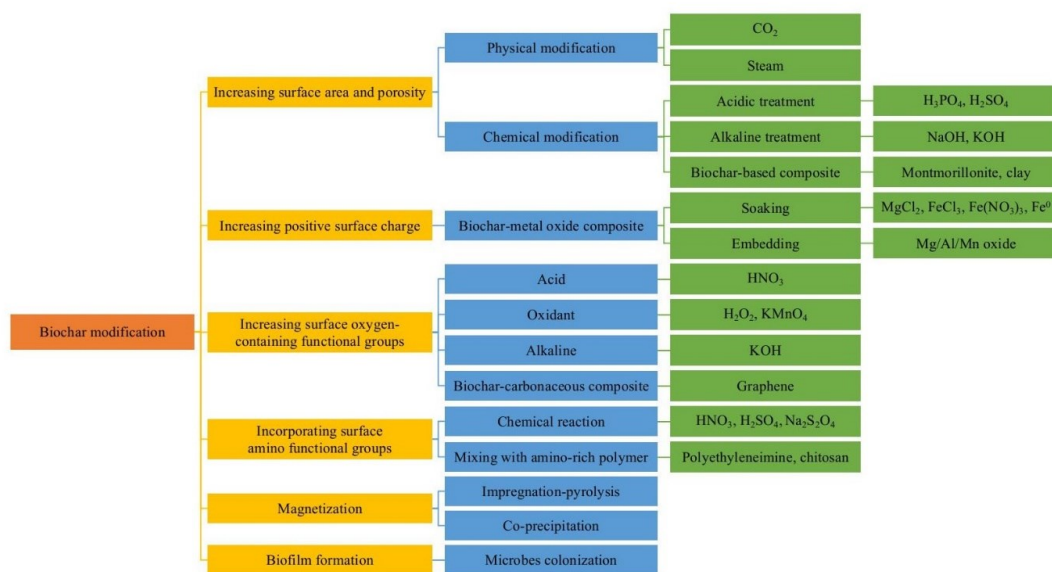 CO₂
Physical modification
Steam
Increasing surface area and porosity
Acidic treatment
H₃PO₄, H₂SO₄
Chemical modification
Alkaline treatment
NaOH, KOH
Biochar-based composite
Montmorillonite, clay
Soaking
MgCl₂, FeCl₃, Fe(NO₃)₃, Fe⁰
Increasing positive surface charge
Biochar-metal oxide composite
Embedding
Mg/Al/Mn oxide
Acid
HNO₃
Biochar modification
Increasing surface oxygen-
containing functional groups
Oxidant
H₂O₂, KMnO₄
Alkaline
KOH
Biochar-carbonaceous composite
Graphene
Incorporating surface
amino functional groups
Chemical reaction
HNO₃, H₂SO₄, Na₂S₂O₄
Mixing with amino-rich polymer
Polyethyleneimine, chitosan
Magnetization
Impregnation-pyrolysis
Co-precipitation
Biofilm formation
Microbes colonization